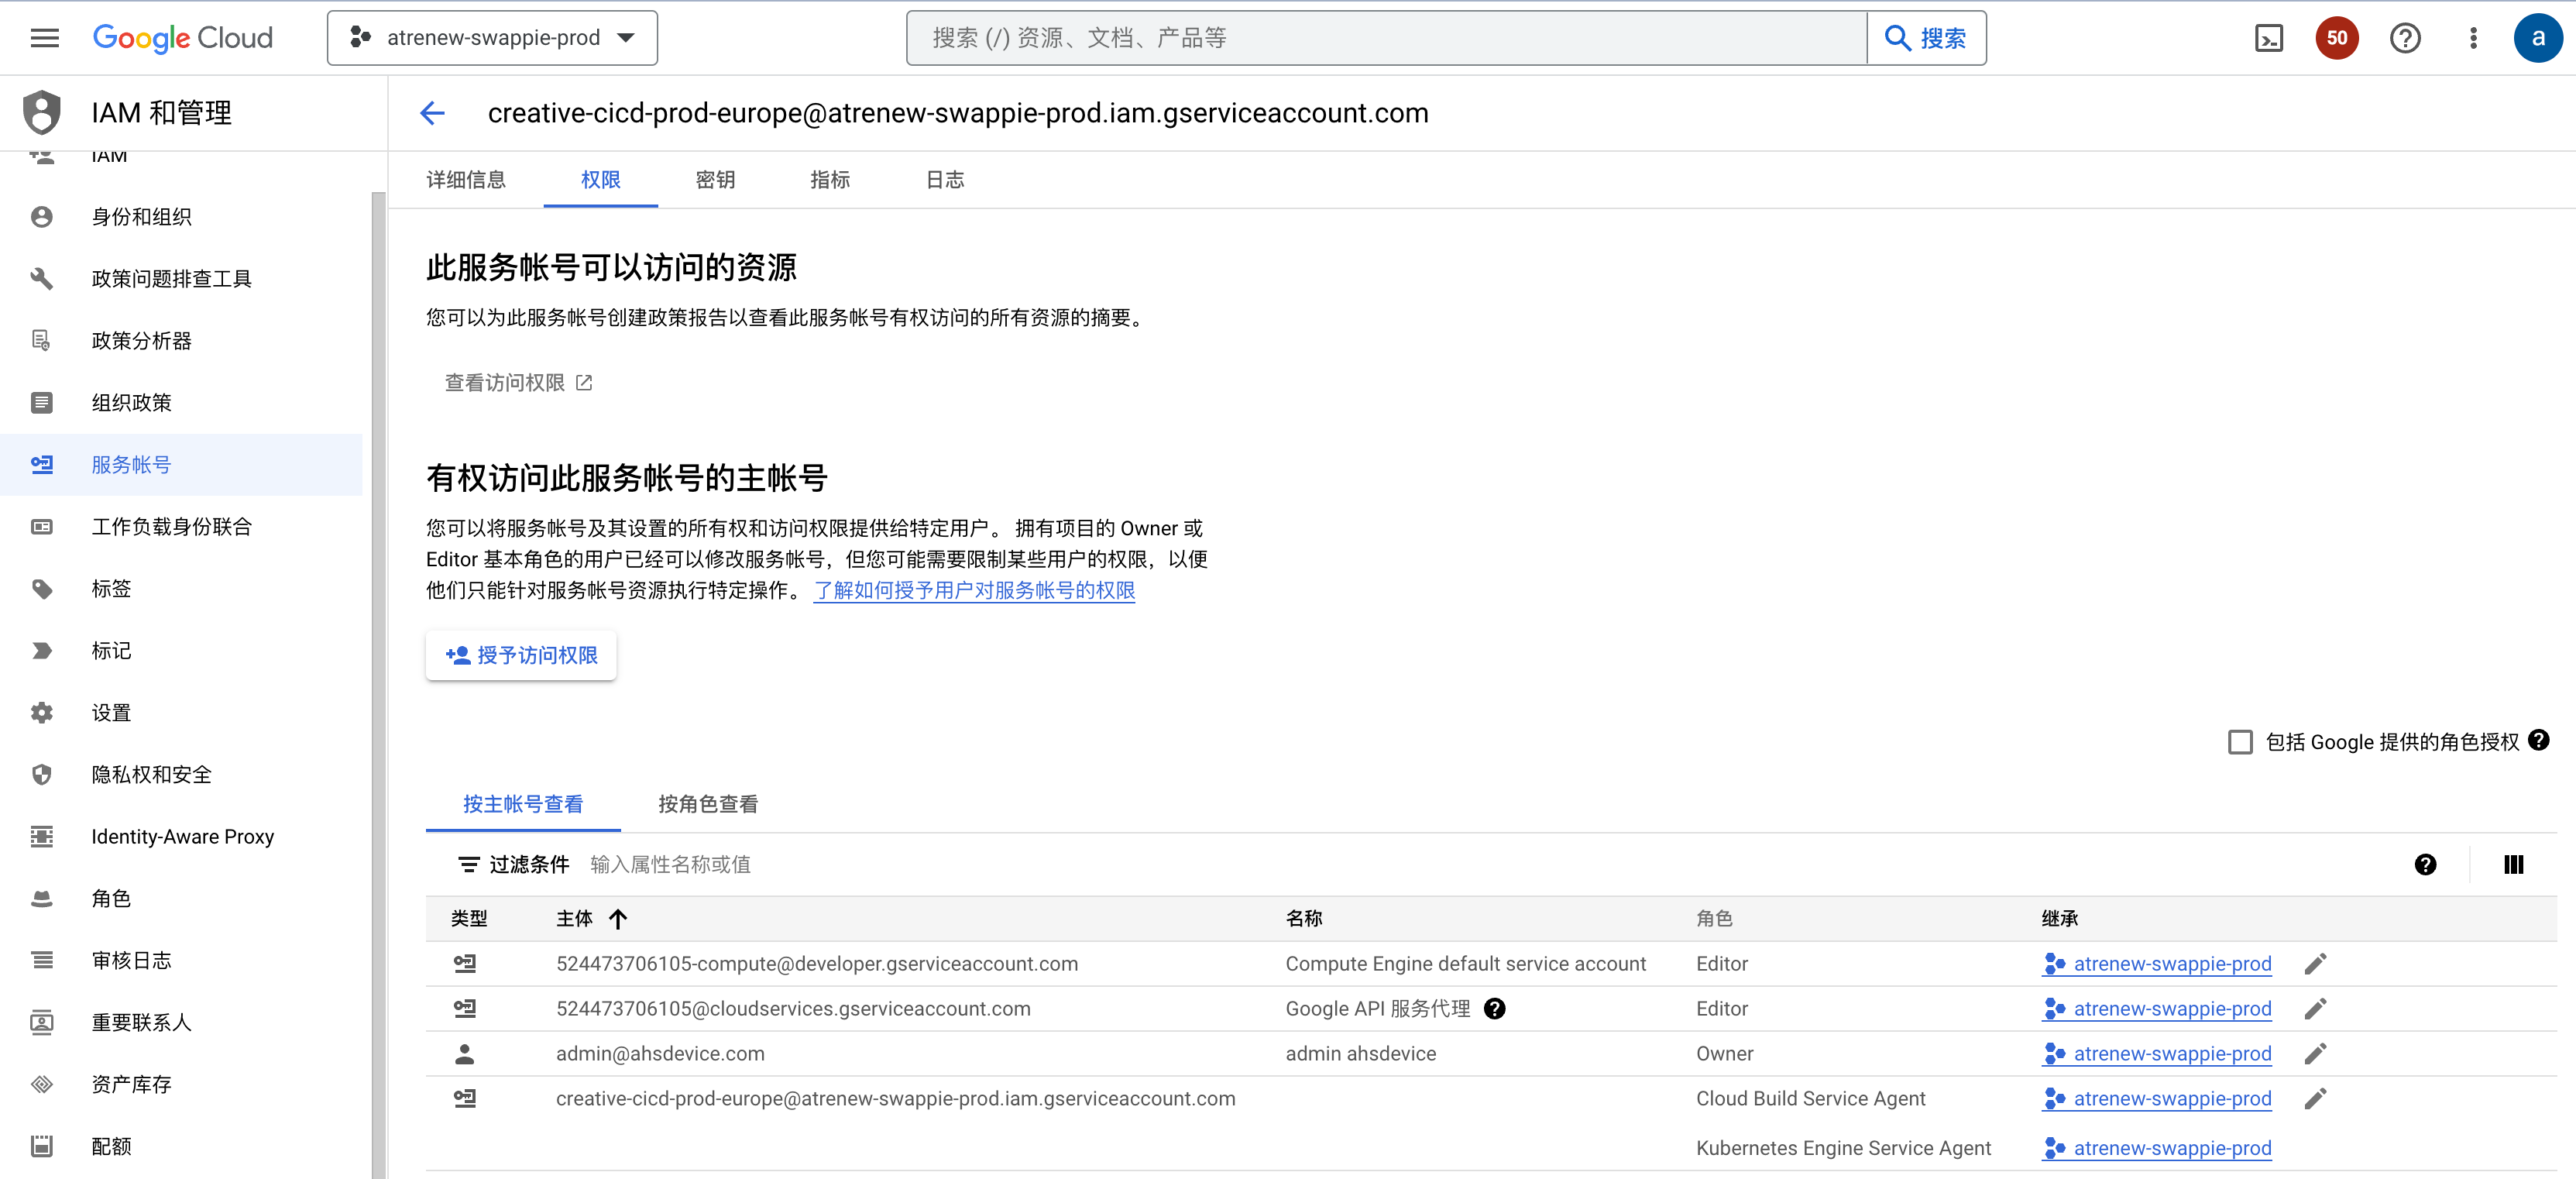 Google Cloud
atrenew-swappie-prod
搜索 (/) 资源、文档、产品等
搜索
50
a
IAM 和管理
creative-cicd-prod-europe@atrenew-swappie-prod.iam.gserviceaccount.com
IAM
身份和组织
政策问题排查工具
政策分析器
组织政策
服务帐号
工作负载身份联合
标签
标记
设置
隐私权和安全
Identity-Aware Proxy
角色
审核日志
重要联系人
资产库存
配额
详细信息 权限 密钥 指标 日志
此服务帐号可以访问的资源
您可以为此服务帐号创建政策报告以查看此服务帐号有权访问的所有资源的摘要。
查看访问权限
有权访问此服务帐号的主帐号
您可以将服务帐号及其设置的所有权和访问权限提供给特定用户。 拥有项目的 Owner 或
Editor 基本角色的用户已经可以修改服务帐号，但您可能需要限制某些用户的权限，以便
他们只能针对服务帐号资源执行特定操作。 了解如何授予用户对服务帐号的权限
授予访问权限
包括 Google 提供的角色授权
按主帐号查看 按角色查看
过滤条件 输入属性名称或值
类型 主体 名称 角色 继承
524473706105-compute@developer.gserviceaccount.com Compute Engine default service account Editor atrenew-swappie-prod
524473706105@cloudservices.gserviceaccount.com Google API 服务代理 Editor atrenew-swappie-prod
admin@ahsdevice.com admin ahsdevice Owner atrenew-swappie-prod
creative-cicd-prod-europe@atrenew-swappie-prod.iam.gserviceaccount.com Cloud Build Service Agent atrenew-swappie-prod
Kubernetes Engine Service Agent atrenew-swappie-prod